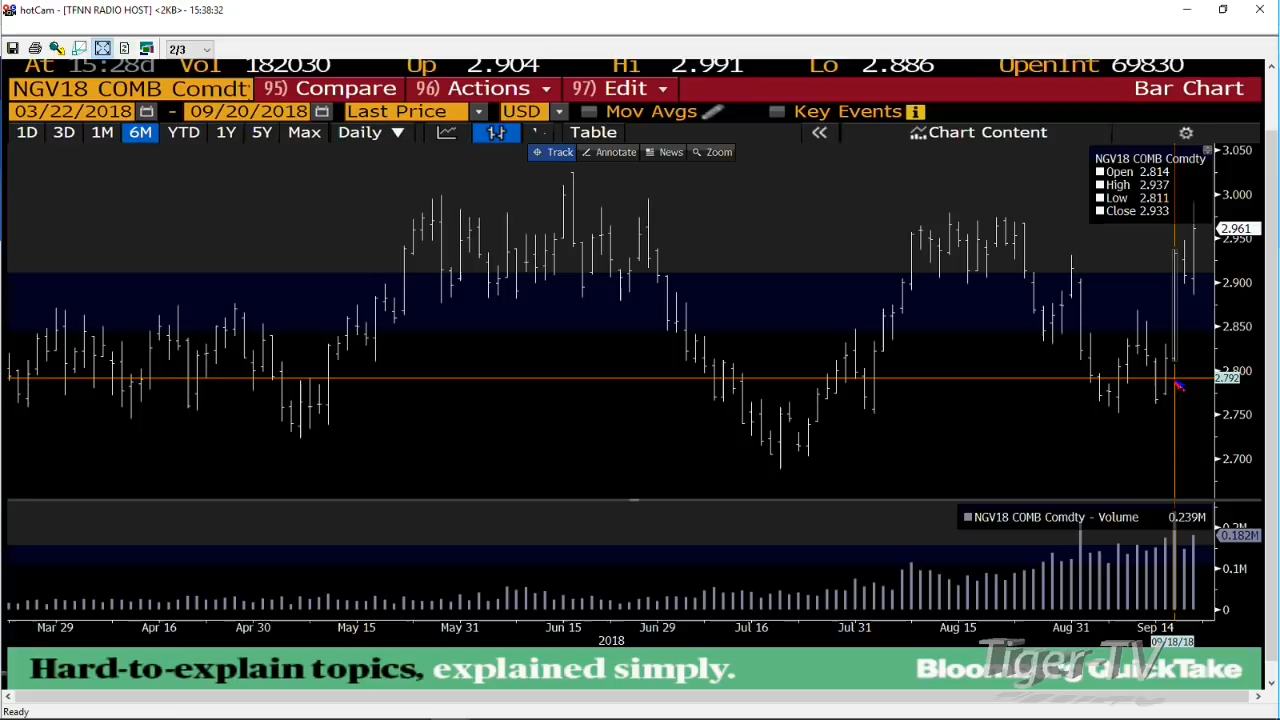 hotCam - [TFNN RADIO HOST] <2KB> - 15:38:32
2/3
At 15:28d Vol 182030 Up 2.904 Hi 2.991 Lo 2.886 OpenInt 69830
NGV18 COMB Comdty 95) Compare 96) Actions 97) Edit Bar Chart
03/22/2018 - 09/20/2018 Last Price USD Mov Avgs Key Events
1D 3D 1M 6M YTD 1Y 5Y Max Daily Table « Chart Content
Track Annotate News Zoom
NGV18 COMB Comdty
Open 2.814
High 2.937
Low 2.811
Close 2.933
3.050
3.000
2.961
2.950
2.900
2.850
2.800
2.792
2.750
2.700
NGV18 COMB Comdty - Volume 0.239M
0.2M
0.182M
0.1M
0
Mar 29 Apr 16 Apr 30 May 15 May 31 Jun 15 Jun 29 Jul 16 Jul 31 Aug 15 Aug 31 Sep 14
2018
09/18/18
Hard-to-explain topics, explained simply. Bloomberg QuickTake
Tiger TV
Ready